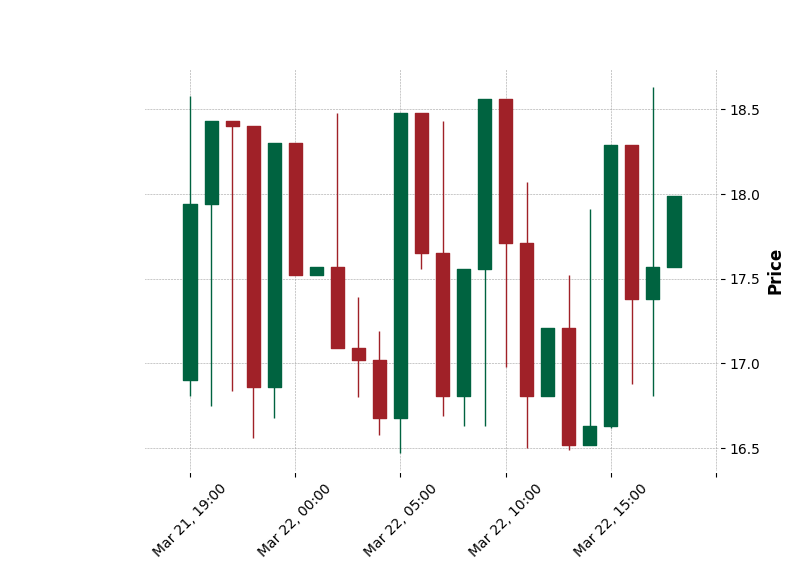 18.5
18.0
17.5
17.0
16.5
Price
Mar 21, 19:00
Mar 22, 00:00
Mar 22, 05:00
Mar 22, 10:00
Mar 22, 15:00